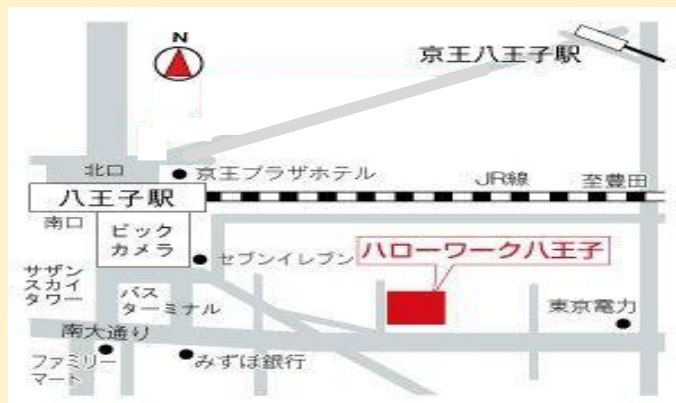 N
京王八王子駅
北口
京王プラザホテル
JR線
至豊田
八王子駅
南口
ビック
カメラ
セブンイレブン
ハローワーク八王子
サザン
スカイ
タワー
バス
ターミナル
東京電力
南大通り
ファミリー
マート
みずほ銀行